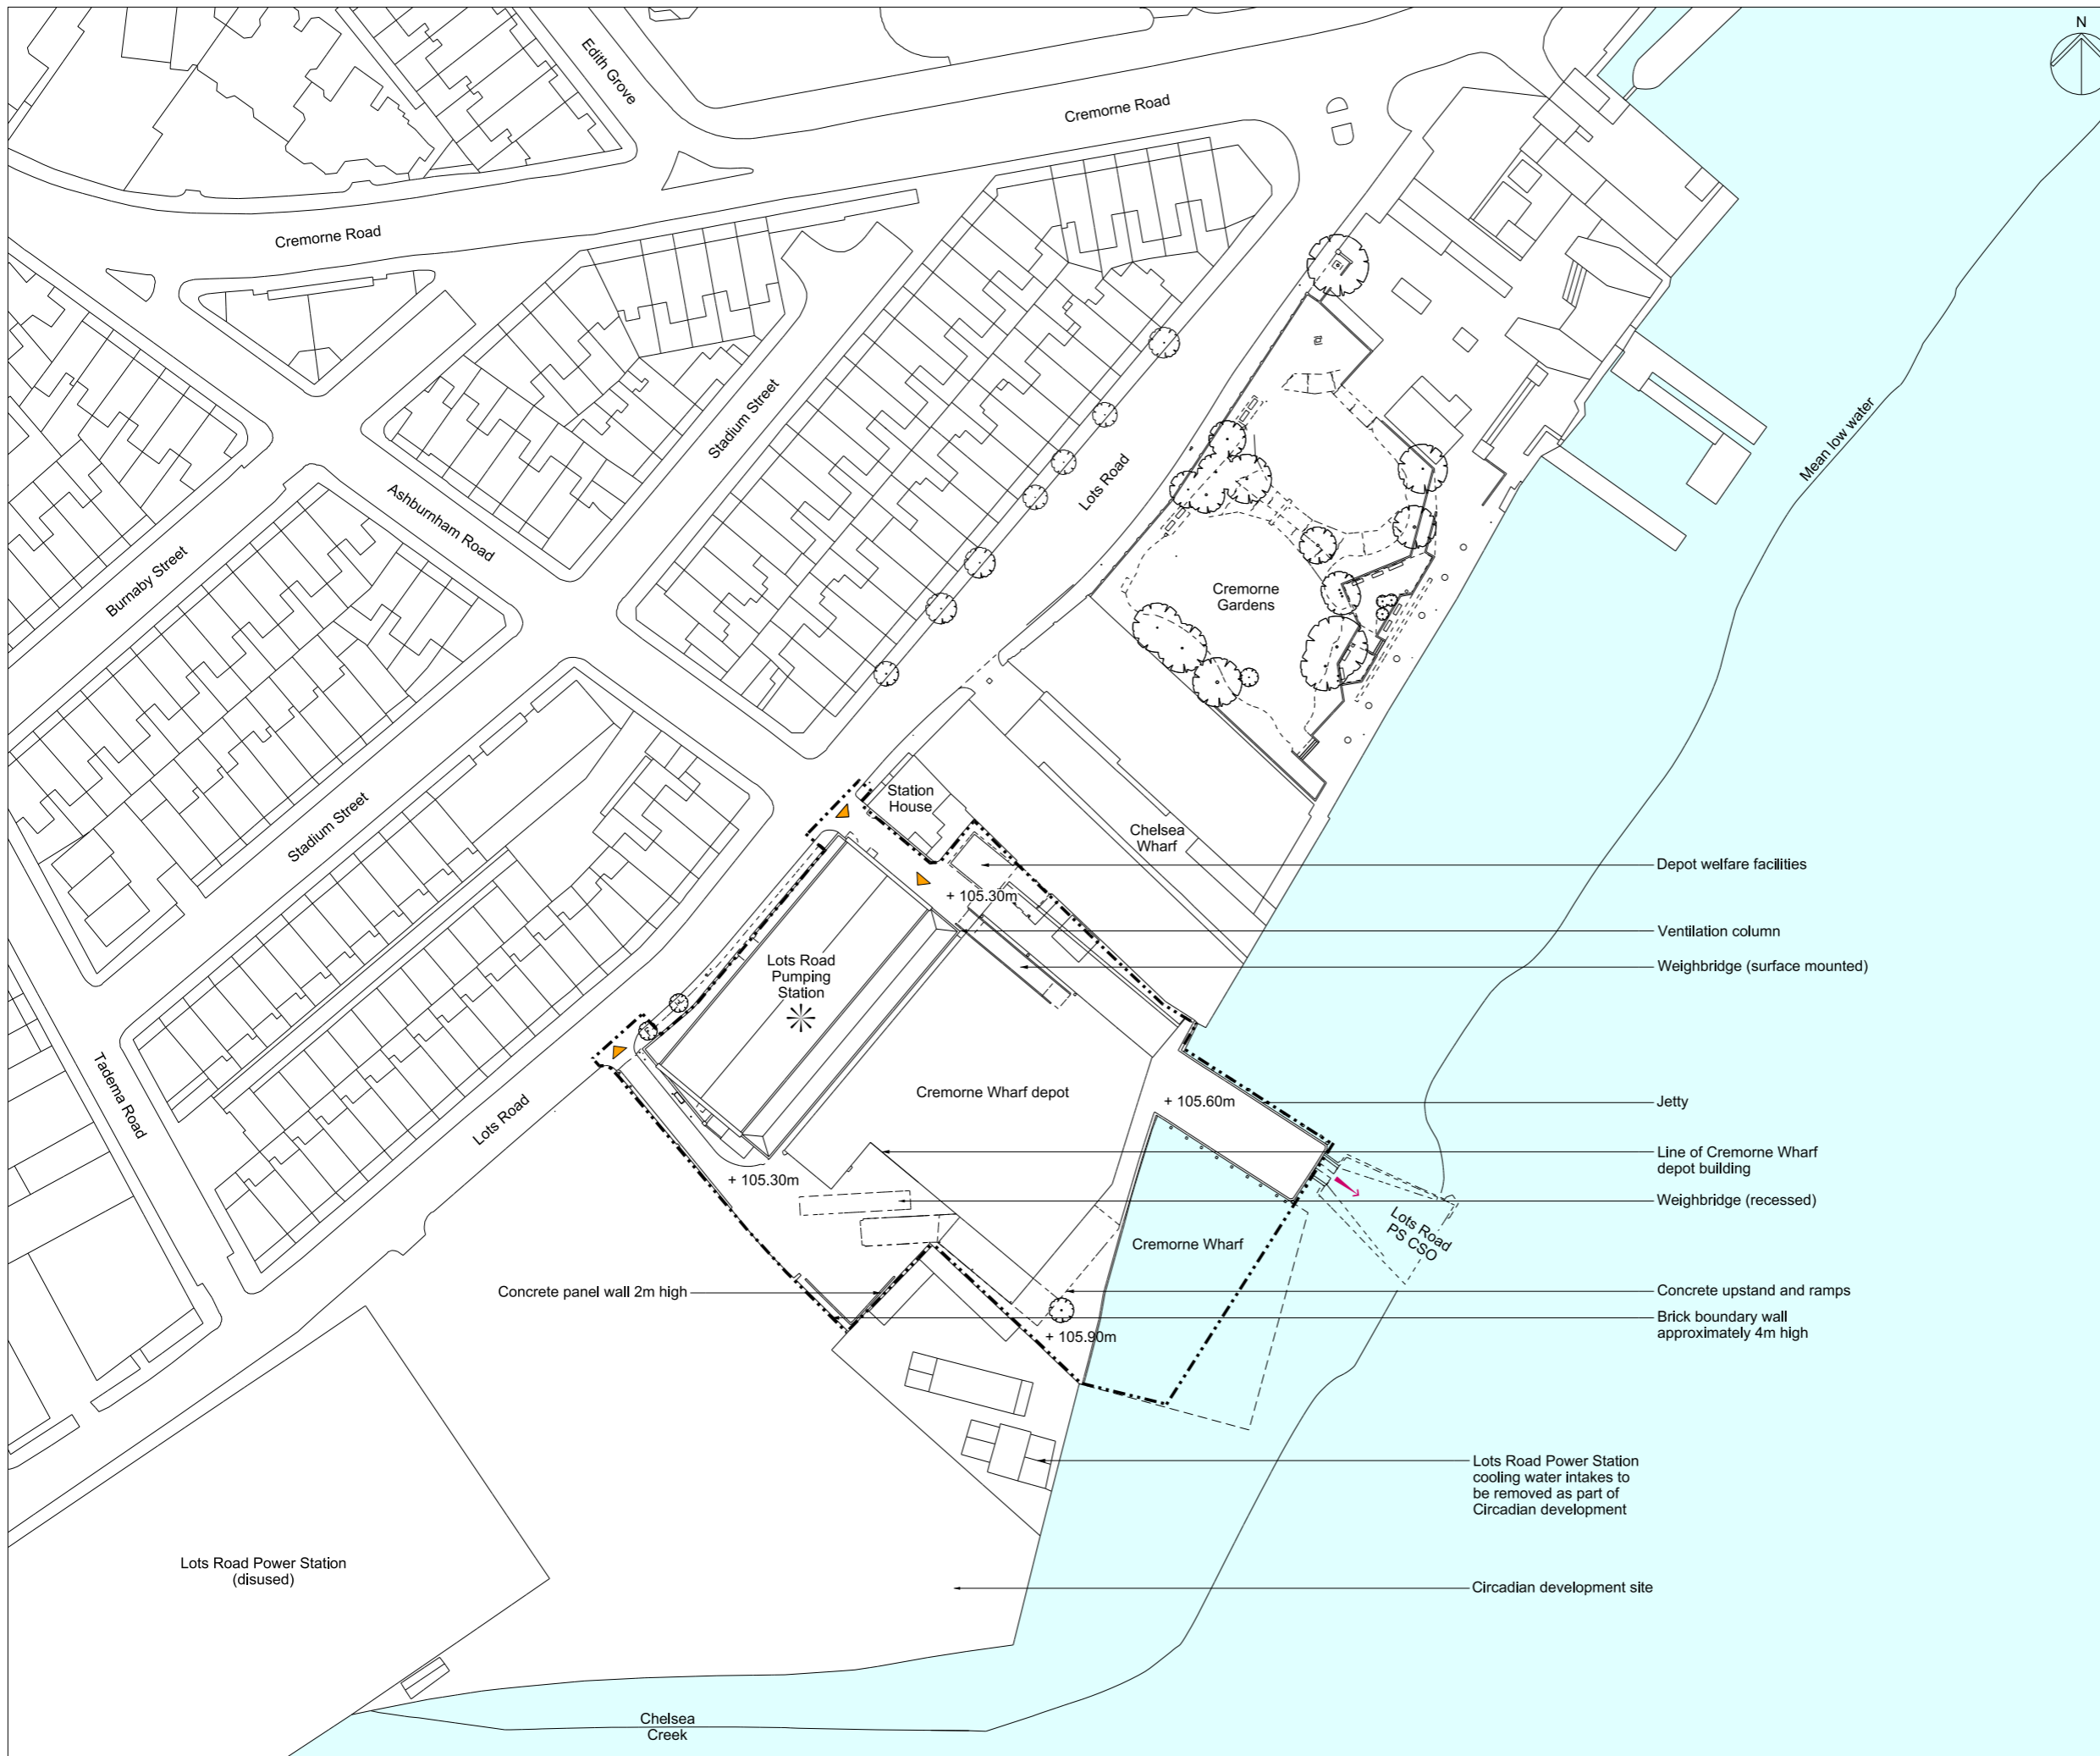 N
Edith Grove
Cremorne Road
Cremorne Road
Mean low water
Stadium Street
Lots Road
Ashburnham Road
Burnaby Street
Cremorne
Gardens
Station
House
Stadium Street
Chelsea
Wharf
Depot welfare facilities
+ 105.30m
Ventilation column
Lots Road
Pumping
Station
Weighbridge (surface mounted)
Tadema Road
Lots Road
Cremorne Wharf depot
+ 105.60m
Jetty
Line of Cremorne Wharf
depot building
+ 105.30m
Weighbridge (recessed)
Lots Road
PS CSO
Cremorne Wharf
Concrete panel wall 2m high
Concrete upstand and ramps
Brick boundary wall
approximately 4m high
+ 105.90m
Lots Road Power Station
cooling water intakes to
be removed as part of
Circadian development
Lots Road Power Station
(disused)
Circadian development site
Chelsea
Creek